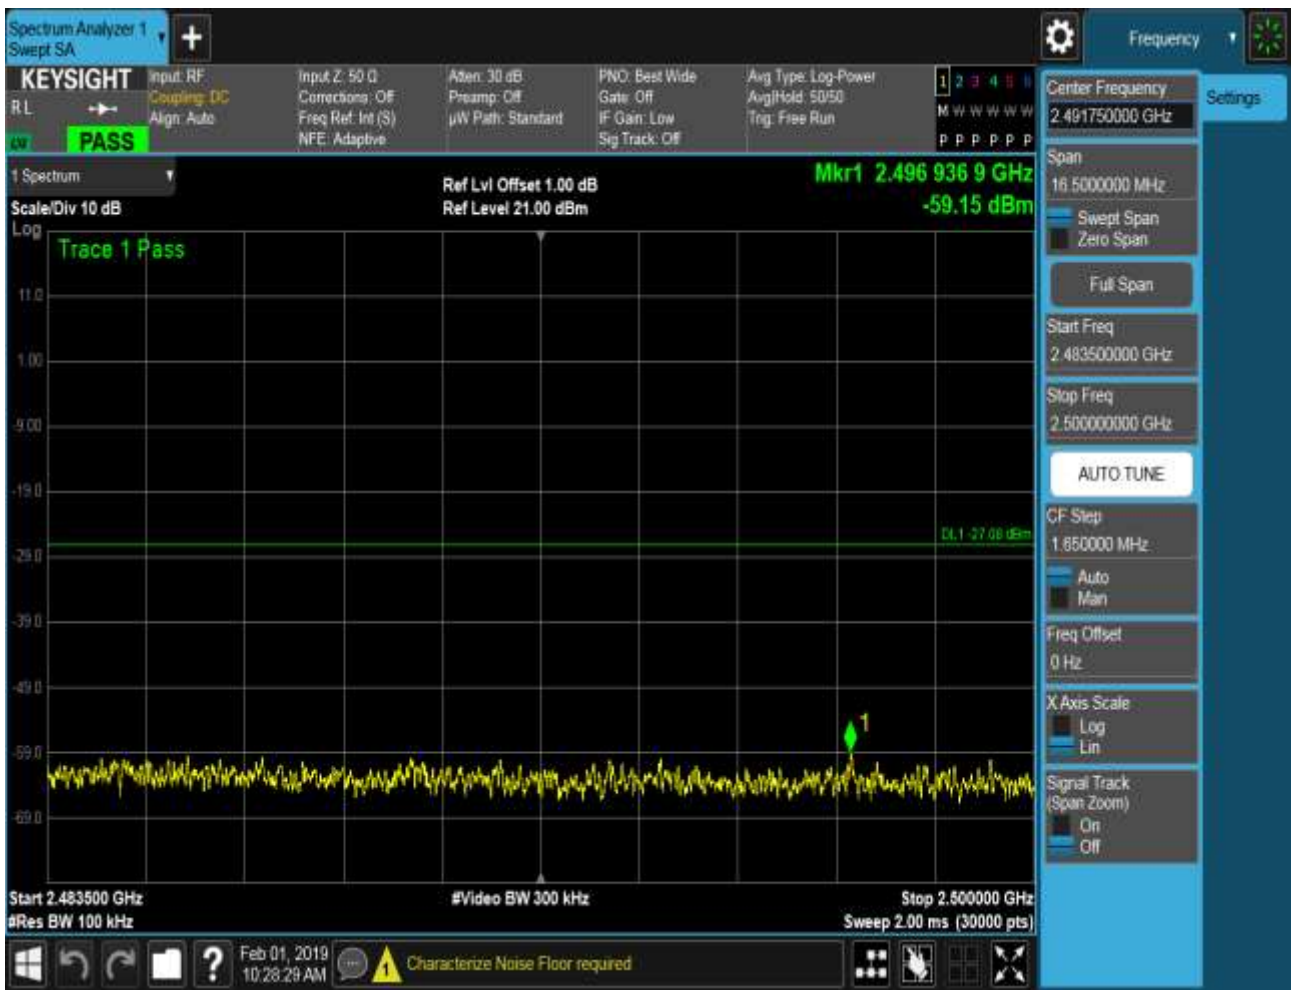 Spectrum Analyzer 1
Swept SA
+
Frequency
KEYSIGHT
RL
PASS
Input: RF
Coupling: DC
Align: Auto
Input Z: 50 Ω
Corrections: Off
Freq Ref: Int (S)
NFE: Adaptive
Atten: 30 dB
Preamp: Off
µW Path: Standard
PNO: Best Wide
Gate: Off
IF Gain: Low
Sig Track: Off
Avg Type: Log-Power
Avg|Hold: 50/50
Trig: Free Run
1 2 3 4 5 6
M W W W W W
P P P P P P
1 Spectrum
Scale/Div 10 dB
Log
Ref Lvl Offset 1.00 dB
Ref Level 21.00 dBm
Mkr1 2.496 936 9 GHz
-59.15 dBm
Trace 1 Pass
11.0
1.00
-9.00
-19.0
DL1 -27.08 dBm
-29.0
-39.0
-49.0
1
-59.0
-69.0
Start 2.483500 GHz
#Video BW 300 kHz
Stop 2.500000 GHz
#Res BW 100 kHz
Sweep 2.00 ms (30000 pts)
?
Feb 01, 2019
10:28:29 AM
1
Characterize Noise Floor required
Center Frequency
2.491750000 GHz
Settings
Span
16.5000000 MHz
Swept Span
Zero Span
Full Span
Start Freq
2.483500000 GHz
Stop Freq
2.500000000 GHz
AUTO TUNE
CF Step
1.650000 MHz
Auto
Man
Freq Offset
0 Hz
X Axis Scale
Log
Lin
Signal Track
(Span Zoom)
On
Off